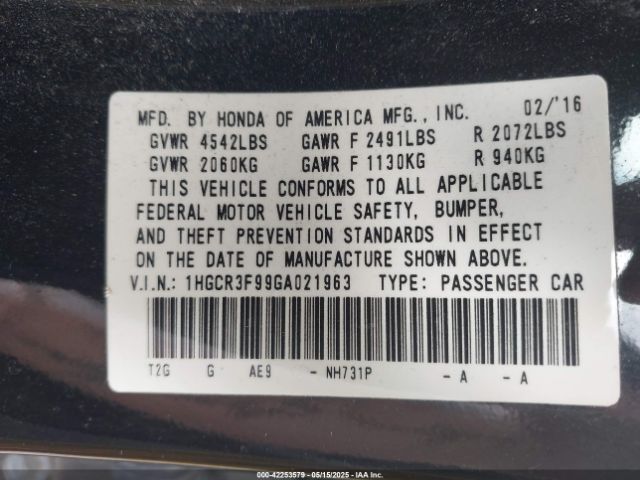 MFD. BY HONDA OF AMERICA MFG., INC. 02/'16
GVWR 4542LBS GAWR F 2491LBS R 2072LBS
GVWR 2060KG GAWR F 1130KG R 940KG
THIS VEHICLE CONFORMS TO ALL APPLICABLE
FEDERAL MOTOR VEHICLE SAFETY, BUMPER,
AND THEFT PREVENTION STANDARDS IN EFFECT
ON THE DATE OF MANUFACTURE SHOWN ABOVE.
V.I.N.: 1HGCR3F99GA021963 TYPE: PASSENGER CAR
T2G G AE9 - NH731P - A - A
© 2025 - 42253579 - 05/15/2025 - IAA Inc.